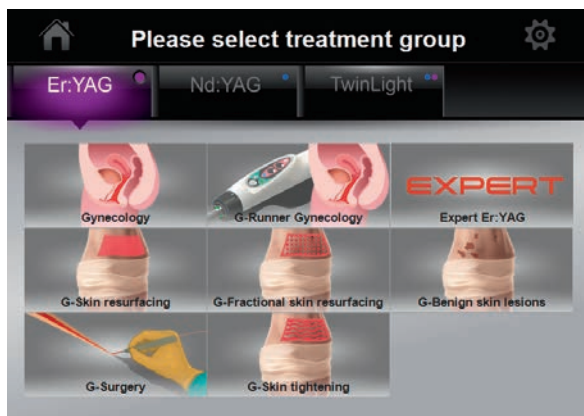 Please select treatment group
Er:YAG
Nd:YAG
TwinLight
EXPERT
Gynecology
G-Runner Gynecology
Expert Er:YAG
G-Skin resurfacing
G-Fractional skin resurfacing
G-Benign skin lesions
G-Surgery
G-Skin tightening